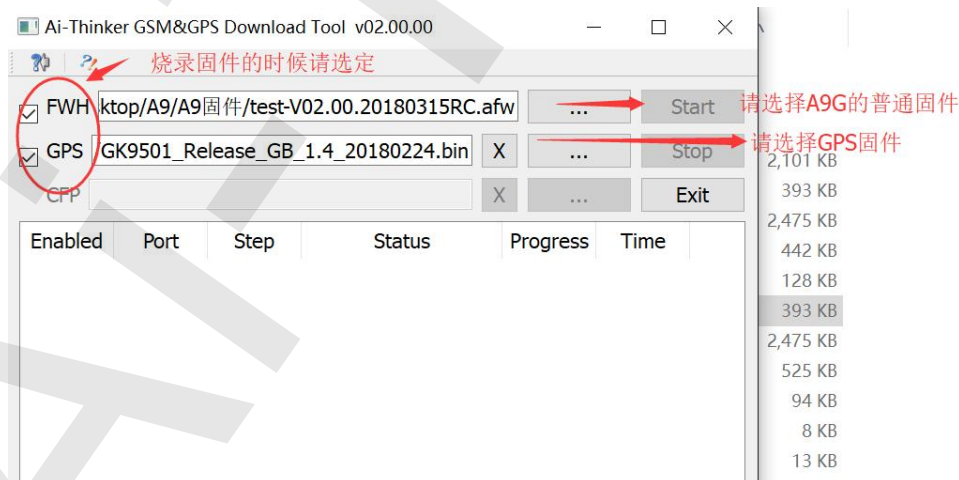 Ai-Thinker GSM&GPS Download Tool v02.00.00
烧录固件的时候请选定
FWH ktop/A9/A9固件/test-V02.00.20180315RC.afw ... Start
请选择A9G的普通固件
GPS GK9501_Release_GB_1.4_20180224.bin X ... Stop
请选择GPS固件
CFP X ... Exit
Enabled Port Step Status Progress Time
2,101 KB
393 KB
2,475 KB
442 KB
128 KB
393 KB
2,475 KB
525 KB
94 KB
8 KB
13 KB